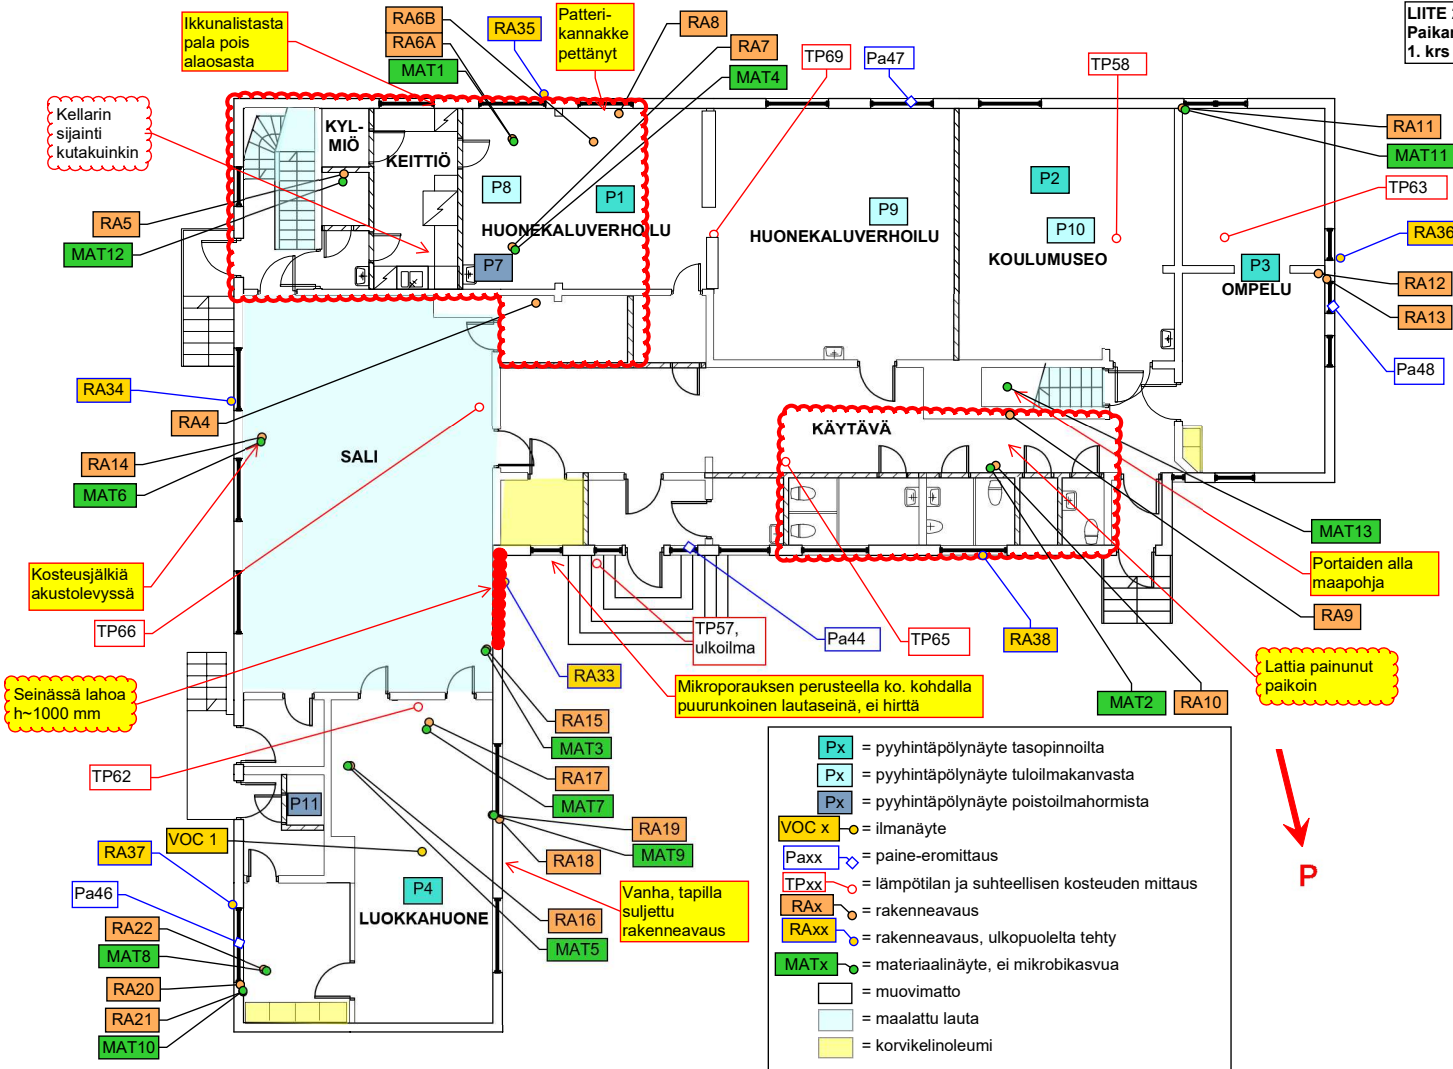 LIITE
Paikan
1. krs
Ikkunalistasta
pala pois
alaosasta
RA6B
RA6A
MAT1
RA35
Patteri-
kannakke
pettänyt
RA8
RA7
MAT4
TP69
Pa47
TP58
Kellarin
sijainti
kutakuinkin
KYL-
MIÖ
KEITTIÖ
P8
P1
HUONEKALUVERHOILU
P7
P9
HUONEKALUVERHOILU
P2
P10
KOULUMUSEO
P3
OMPELU
RA11
MAT11
TP63
RA36
RA12
RA13
Pa48
RA5
MAT12
RA34
RA4
RA14
MAT6
SALI
KÄYTÄVÄ
Kosteusjälkiä
akustolevyssä
TP66
MAT13
Portaiden alla
maapohja
RA9
TP57,
ulkoilma
Pa44
TP65
RA38
RA33
Lattia painunut
paikoin
MAT2
RA10
Seinässä lahoa
h~1000 mm
Mikroporauksen perusteella ko. kohdalla
puurunkoinen lautaseinä, ei hirttä
RA15
MAT3
TP62
RA17
MAT7
P11
VOC 1
RA19
RA18
MAT9
RA37
Pa46
P4
LUOKKAHUONE
RA16
MAT5
Vanha, tapilla
suljettu
rakenneavaus
RA22
MAT8
RA20
RA21
MAT10
Px = pyyhintäpölynäyte tasopinnoilta
Px = pyyhintäpölynäyte tuloilmakanvasta
Px = pyyhintäpölynäyte poistoilmahormista
VOC x = ilmanäyte
Paxx = paine-eromittaus
TPxx = lämpötilan ja suhteellisen kosteuden mittaus
RAx = rakenneavaus
RAxx = rakenneavaus, ulkopuolelta tehty
MATx = materiaalinäyte, ei mikrobikasvua
= muovimatto
= maalattu lauta
= korvikelinoleumi
P